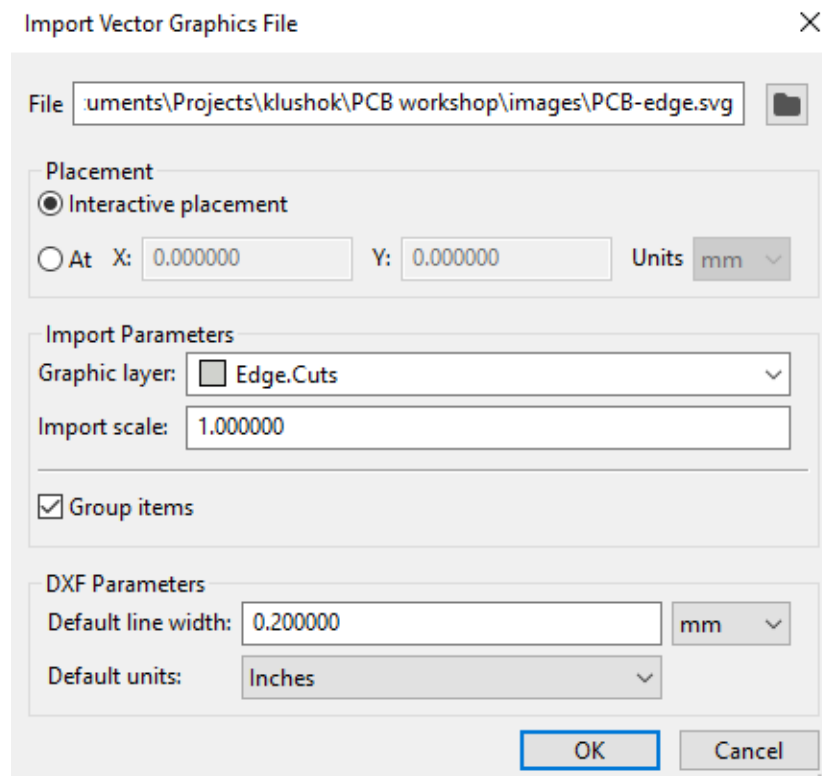 Import Vector Graphics File
File :uments\Projects\klushok\PCB workshop\images\PCB-edge.svg
Placement
Interactive placement
At X: 0.000000 Y: 0.000000 Units mm
Import Parameters
Graphic layer: Edge.Cuts
Import scale: 1.000000
Group items
DXF Parameters
Default line width: 0.200000 mm
Default units: Inches
OK Cancel